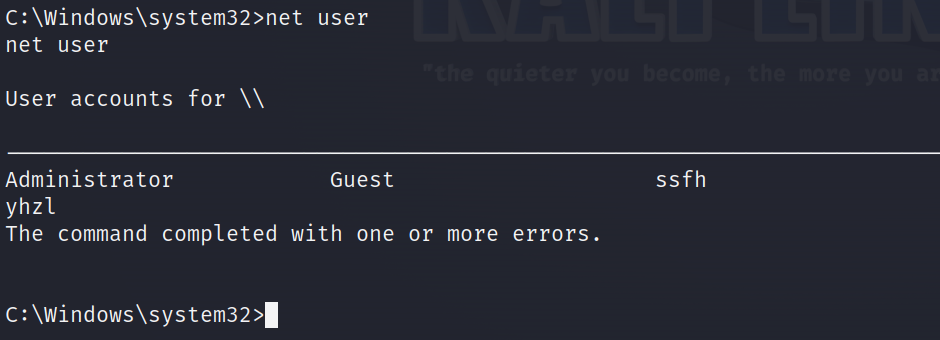 C:\Windows\system32>net user
net user
"the quieter you become, the more you ar
User accounts for \\
Administrator Guest ssfh
yhzl
The command completed with one or more errors.
C:\Windows\system32>